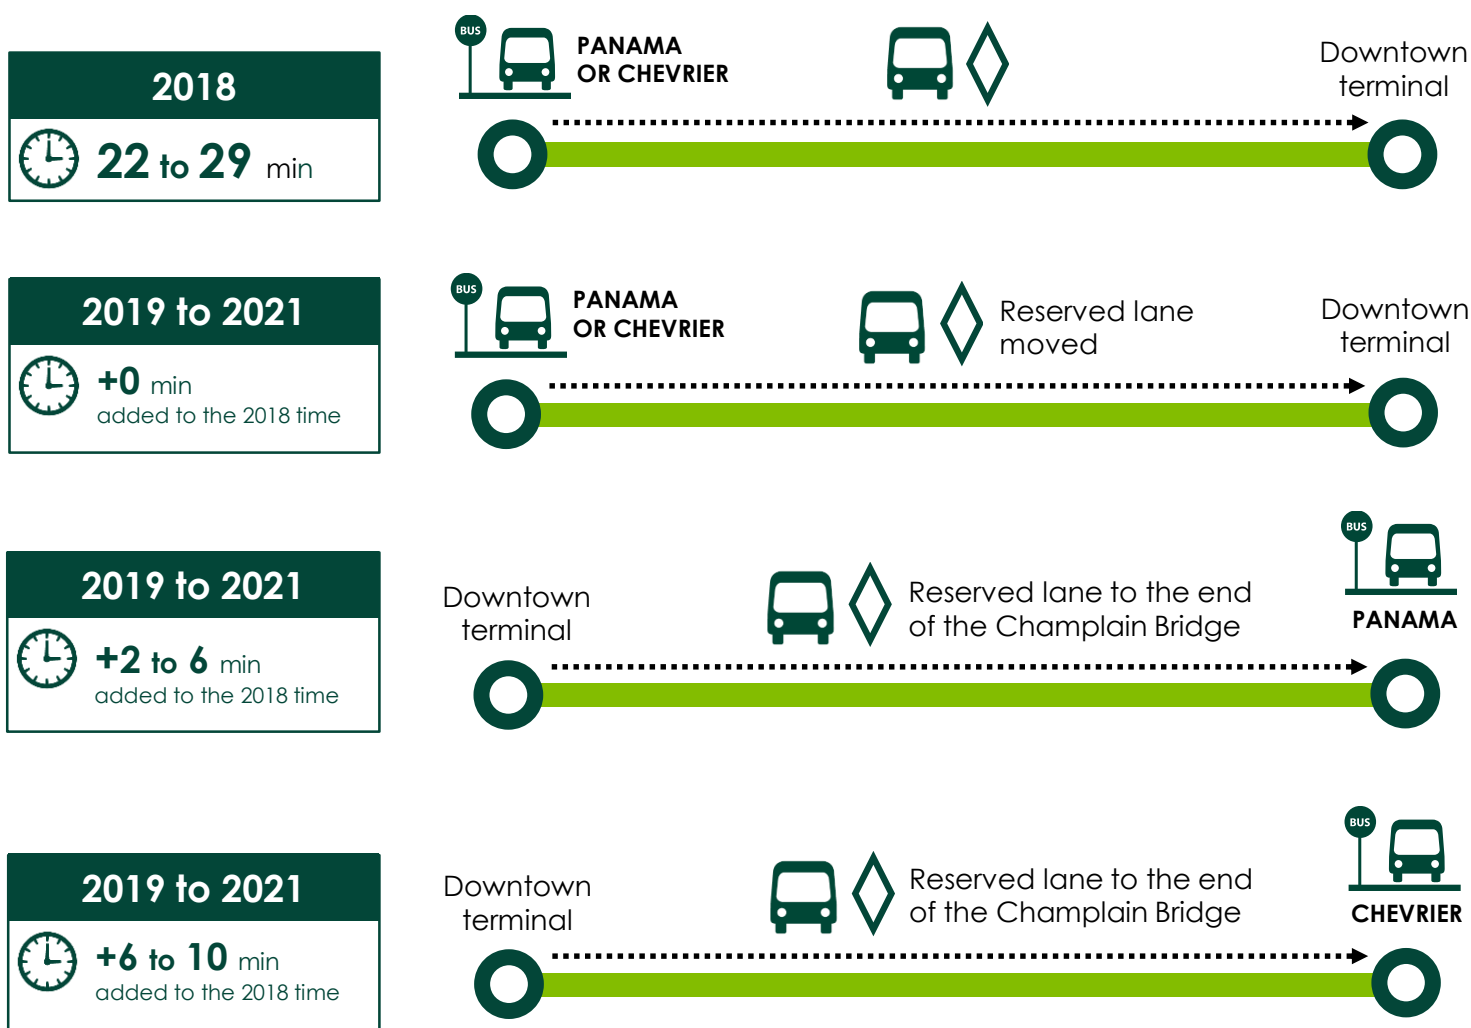 2018
22 to 29 min
BUS
PANAMA
OR CHEVRIER
Downtown
terminal
2019 to 2021
+0 min
added to the 2018 time
BUS
PANAMA
OR CHEVRIER
Reserved lane
moved
Downtown
terminal
2019 to 2021
+2 to 6 min
added to the 2018 time
Downtown
terminal
Reserved lane to the end
of the Champlain Bridge
BUS
PANAMA
2019 to 2021
+6 to 10 min
added to the 2018 time
Downtown
terminal
Reserved lane to the end
of the Champlain Bridge
BUS
CHEVRIER